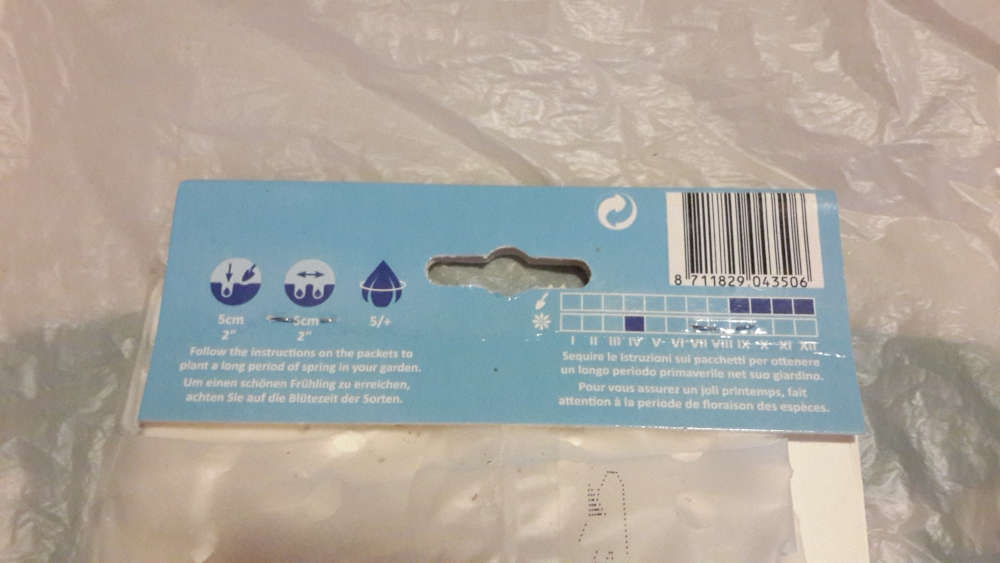 8 711829 043506
5cm
2"
5cm
2"
5/+
I II III IV V VI VII VIII IX X XI XII
Follow the instructions on the packets to
plant a long period of spring in your garden.
Um einen schönen Frühling zu erreichen,
achten Sie auf die Blütezeit der Sorten.
Sequire le istruzioni sui pacchetti per ottenere
un longo periodo primaverile net suo giardino.
Pour vous assurez un joli printemps, fait
attention à la periode de floraison des espèces.